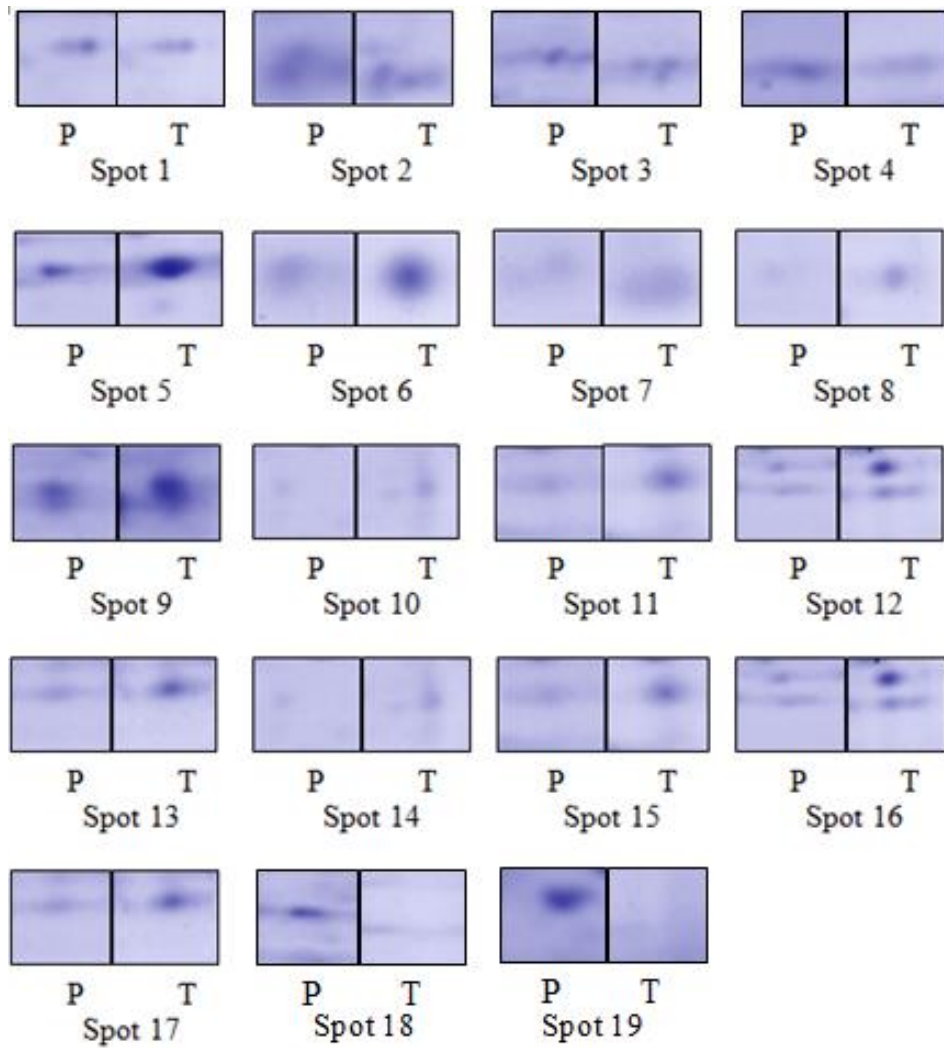 P T P T P T P T
Spot 1 Spot 2 Spot 3 Spot 4
P T P T P T P T
Spot 5 Spot 6 Spot 7 Spot 8
P T P T P T P T
Spot 9 Spot 10 Spot 11 Spot 12
P T P T P T P T
Spot 13 Spot 14 Spot 15 Spot 16
P T P T P T
Spot 17 Spot 18 Spot 19